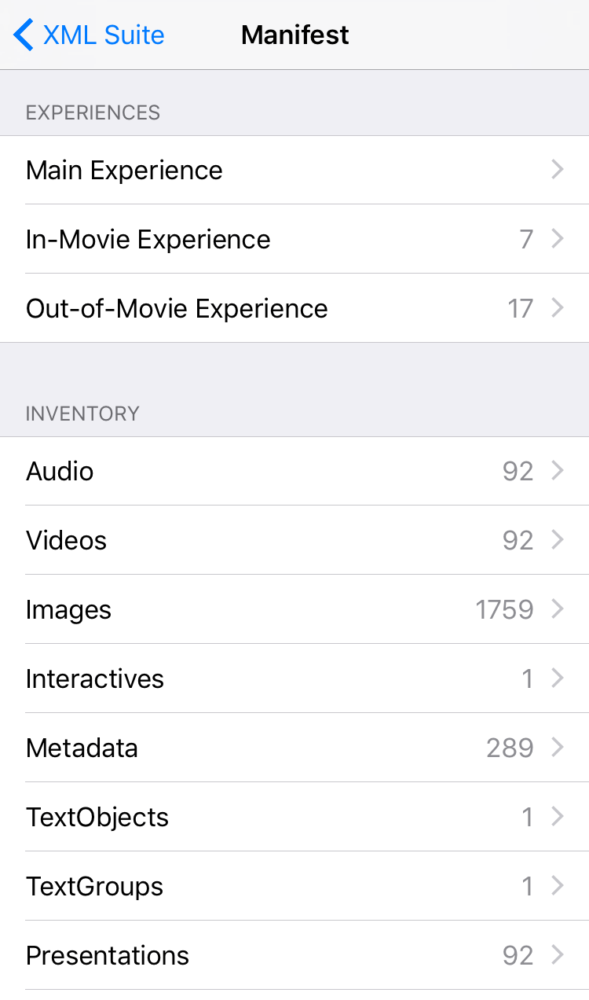 XML Suite Manifest
EXPERIENCES
Main Experience
In-Movie Experience 7
Out-of-Movie Experience 17
INVENTORY
Audio 92
Videos 92
Images 1759
Interactives 1
Metadata 289
TextObjects 1
TextGroups 1
Presentations 92